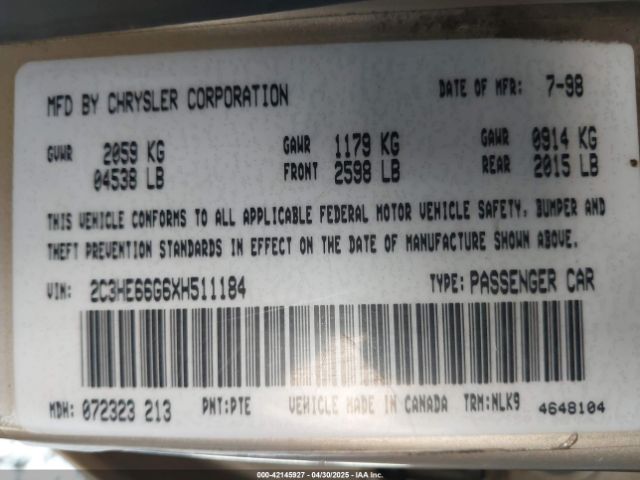 MFD BY CHRYSLER CORPORATION DATE OF MFR: 7-98
GVWR 2059 KG GAWR 1179 KG GAWR 0914 KG
04538 LB FRONT 2598 LB REAR 2015 LB
THIS VEHICLE CONFORMS TO ALL APPLICABLE FEDERAL MOTOR VEHICLE SAFETY, BUMPER AND
THEFT PREVENTION STANDARDS IN EFFECT ON THE DATE OF MANUFACTURE SHOWN ABOVE.
VIN: 2C3HE66G6XH511184 TYPE: PASSENGER CAR
MDH: 072323 213 PNT:PTE VEHICLE MADE IN CANADA TRM:NLK9 4648104
000-42145927 - 04/30/2025 - IAA Inc.